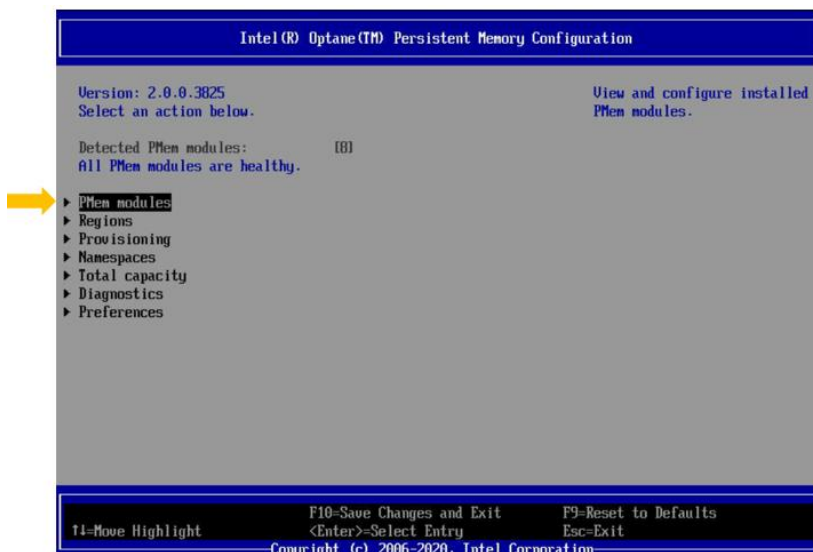 Intel(R) Optane(TM) Persistent Memory Configuration
Version: 2.0.0.3825
Select an action below.
View and configure installed
PMem modules.
Detected PMem modules: [8]
All PMem modules are healthy.
PMem modules
Regions
Provisioning
Namespaces
Total capacity
Diagnostics
Preferences
F10=Save Changes and Exit F9=Reset to Defaults
↑↓=Move Highlight <Enter>=Select Entry Esc=Exit
Copyright (c) 2006-2020, Intel Corporation